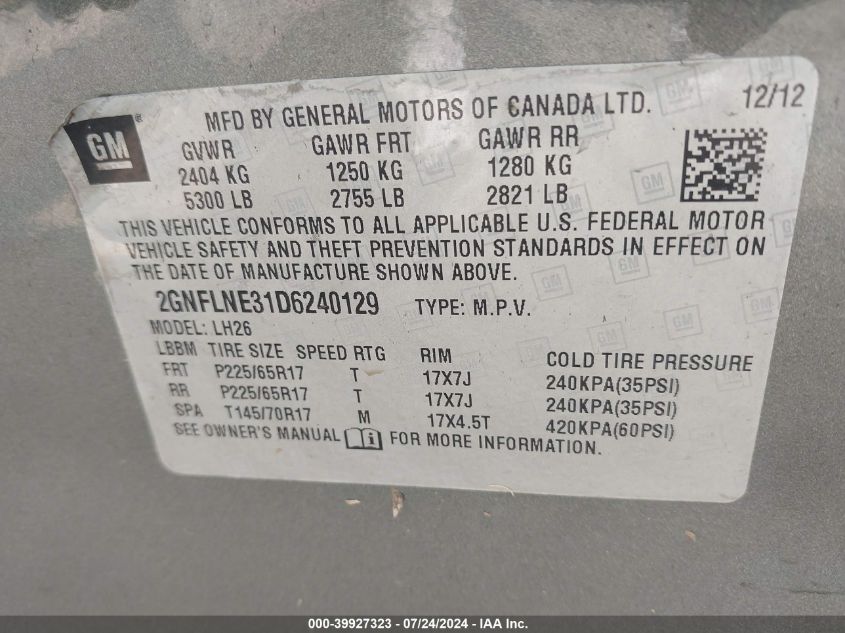 MFD BY GENERAL MOTORS OF CANADA LTD. 12/12
GM
GVWR GAWR FRT GAWR RR
2404 KG 1250 KG 1280 KG
5300 LB 2755 LB 2821 LB
THIS VEHICLE CONFORMS TO ALL APPLICABLE U.S. FEDERAL MOTOR
VEHICLE SAFETY AND THEFT PREVENTION STANDARDS IN EFFECT ON
THE DATE OF MANUFACTURE SHOWN ABOVE.
2GNFLNE31D6240129 TYPE: M.P.V.
MODEL: LH26
LBBM TIRE SIZE SPEED RTG RIM COLD TIRE PRESSURE
FRT P225/65R17 T 17X7J 240KPA(35PSI)
RR P225/65R17 T 17X7J 240KPA(35PSI)
SPA T145/70R17 M 17X4.5T 420KPA(60PSI)
SEE OWNER'S MANUAL FOR MORE INFORMATION.
000-39927323 - 07/24/2024 - IAA Inc.